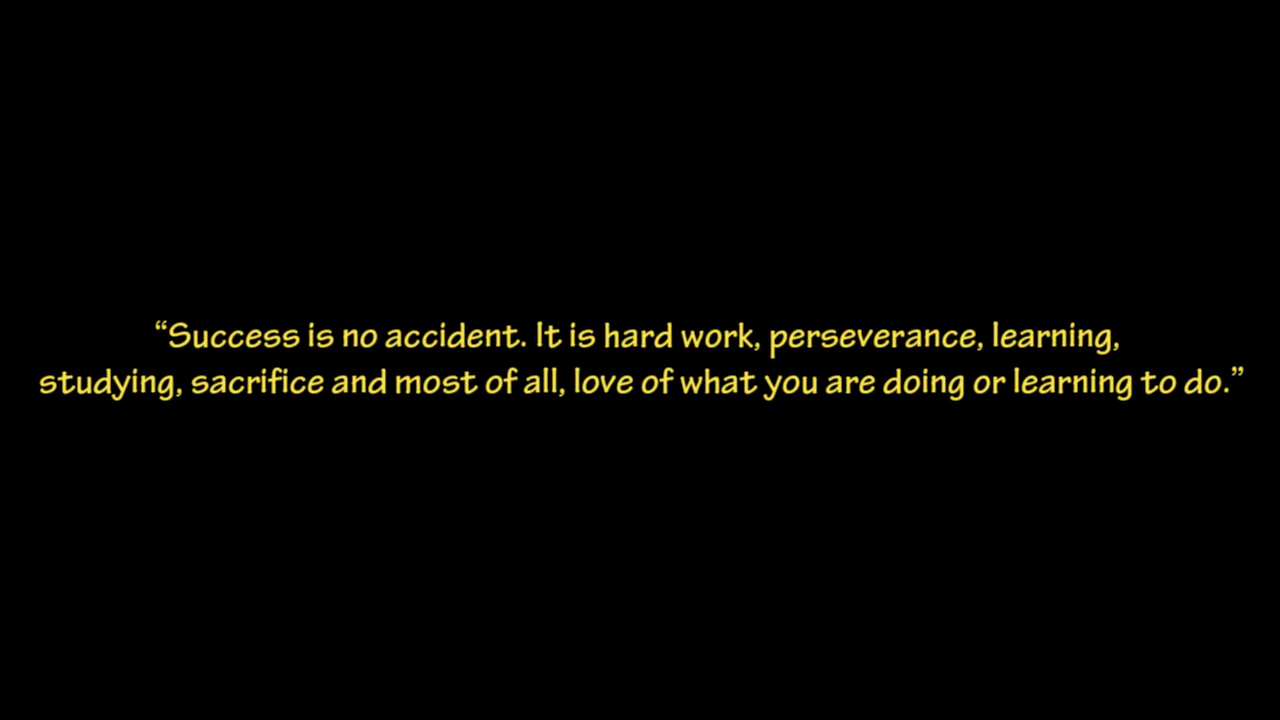 “Success is no accident. It is hard work, perseverance, learning,
studying, sacrifice and most of all, love of what you are doing or learning to do.”